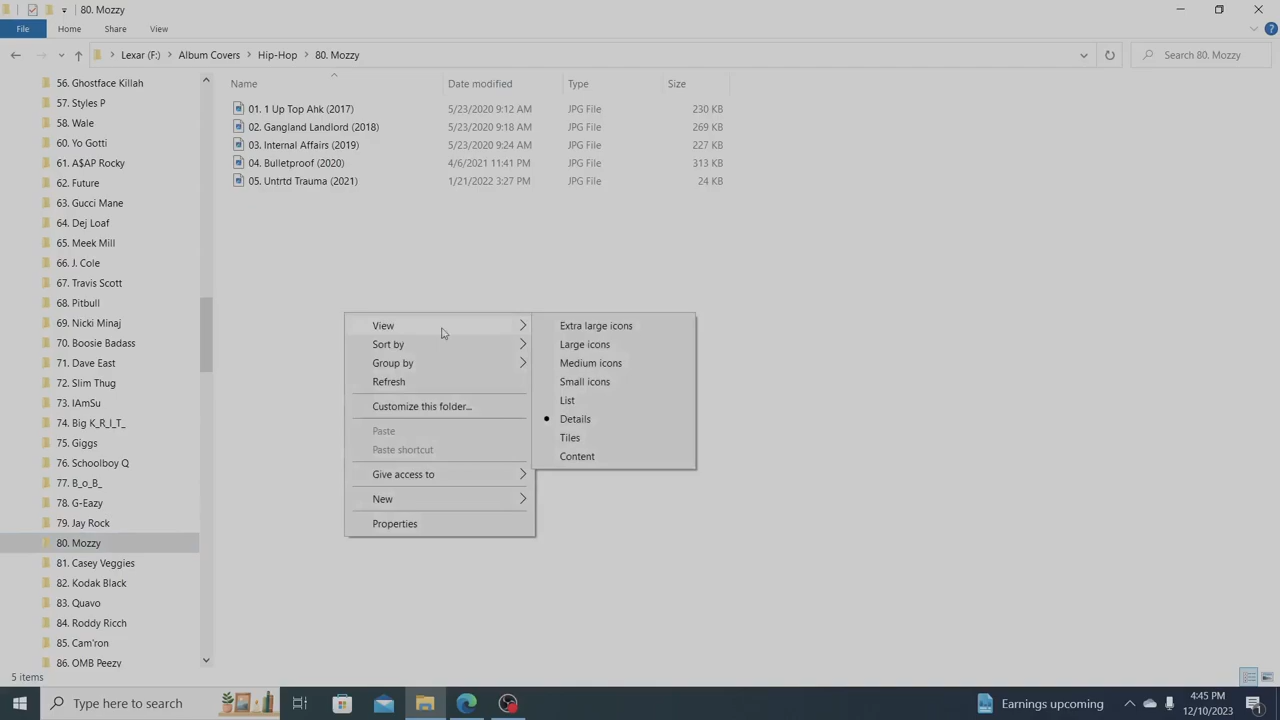 80. Mozzy
File Home Share View
Lexar (F:) Album Covers Hip-Hop 80. Mozzy
Search 80. Mozzy
Name Date modified Type Size
56. Ghostface Killah
57. Styles P
58. Wale
60. Yo Gotti
61. A$AP Rocky
62. Future
63. Gucci Mane
64. Dej Loaf
65. Meek Mill
66. J. Cole
67. Travis Scott
68. Pitbull
69. Nicki Minaj
70. Boosie Badass
71. Dave East
72. Slim Thug
73. IAmSu
74. Big K_R_I_T_
75. Giggs
76. Schoolboy Q
77. B_o_B_
78. G-Eazy
79. Jay Rock
80. Mozzy
81. Casey Veggies
82. Kodak Black
83. Quavo
84. Roddy Ricch
85. Cam'ron
86. OMB Peezy
01. 1 Up Top Ahk (2017) 5/23/2020 9:12 AM JPG File 230 KB
02. Gangland Landlord (2018) 5/23/2020 9:18 AM JPG File 269 KB
03. Internal Affairs (2019) 5/23/2020 9:24 AM JPG File 227 KB
04. Bulletproof (2020) 4/6/2021 11:41 PM JPG File 313 KB
05. Untrtd Trauma (2021) 1/21/2022 3:27 PM JPG File 24 KB
View
Sort by
Group by
Refresh
Customize this folder...
Paste
Paste shortcut
Give access to
New
Properties
Extra large icons
Large icons
Medium icons
Small icons
List
Details
Tiles
Content
5 items
Type here to search
Earnings upcoming
4:45 PM
12/10/2023
1